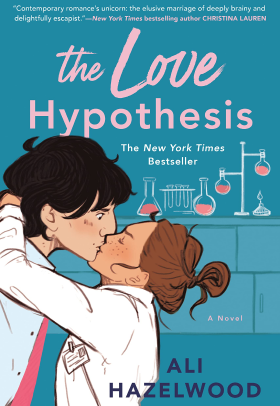 "Contemporary romance's unicorn: the elusive marriage of deeply brainy and
delightfully escapist."—New York Times bestselling author CHRISTINA LAUREN
the Love
Hypothesis
The New York Times
Bestseller
A Novel
ALI
HAZELWOOD